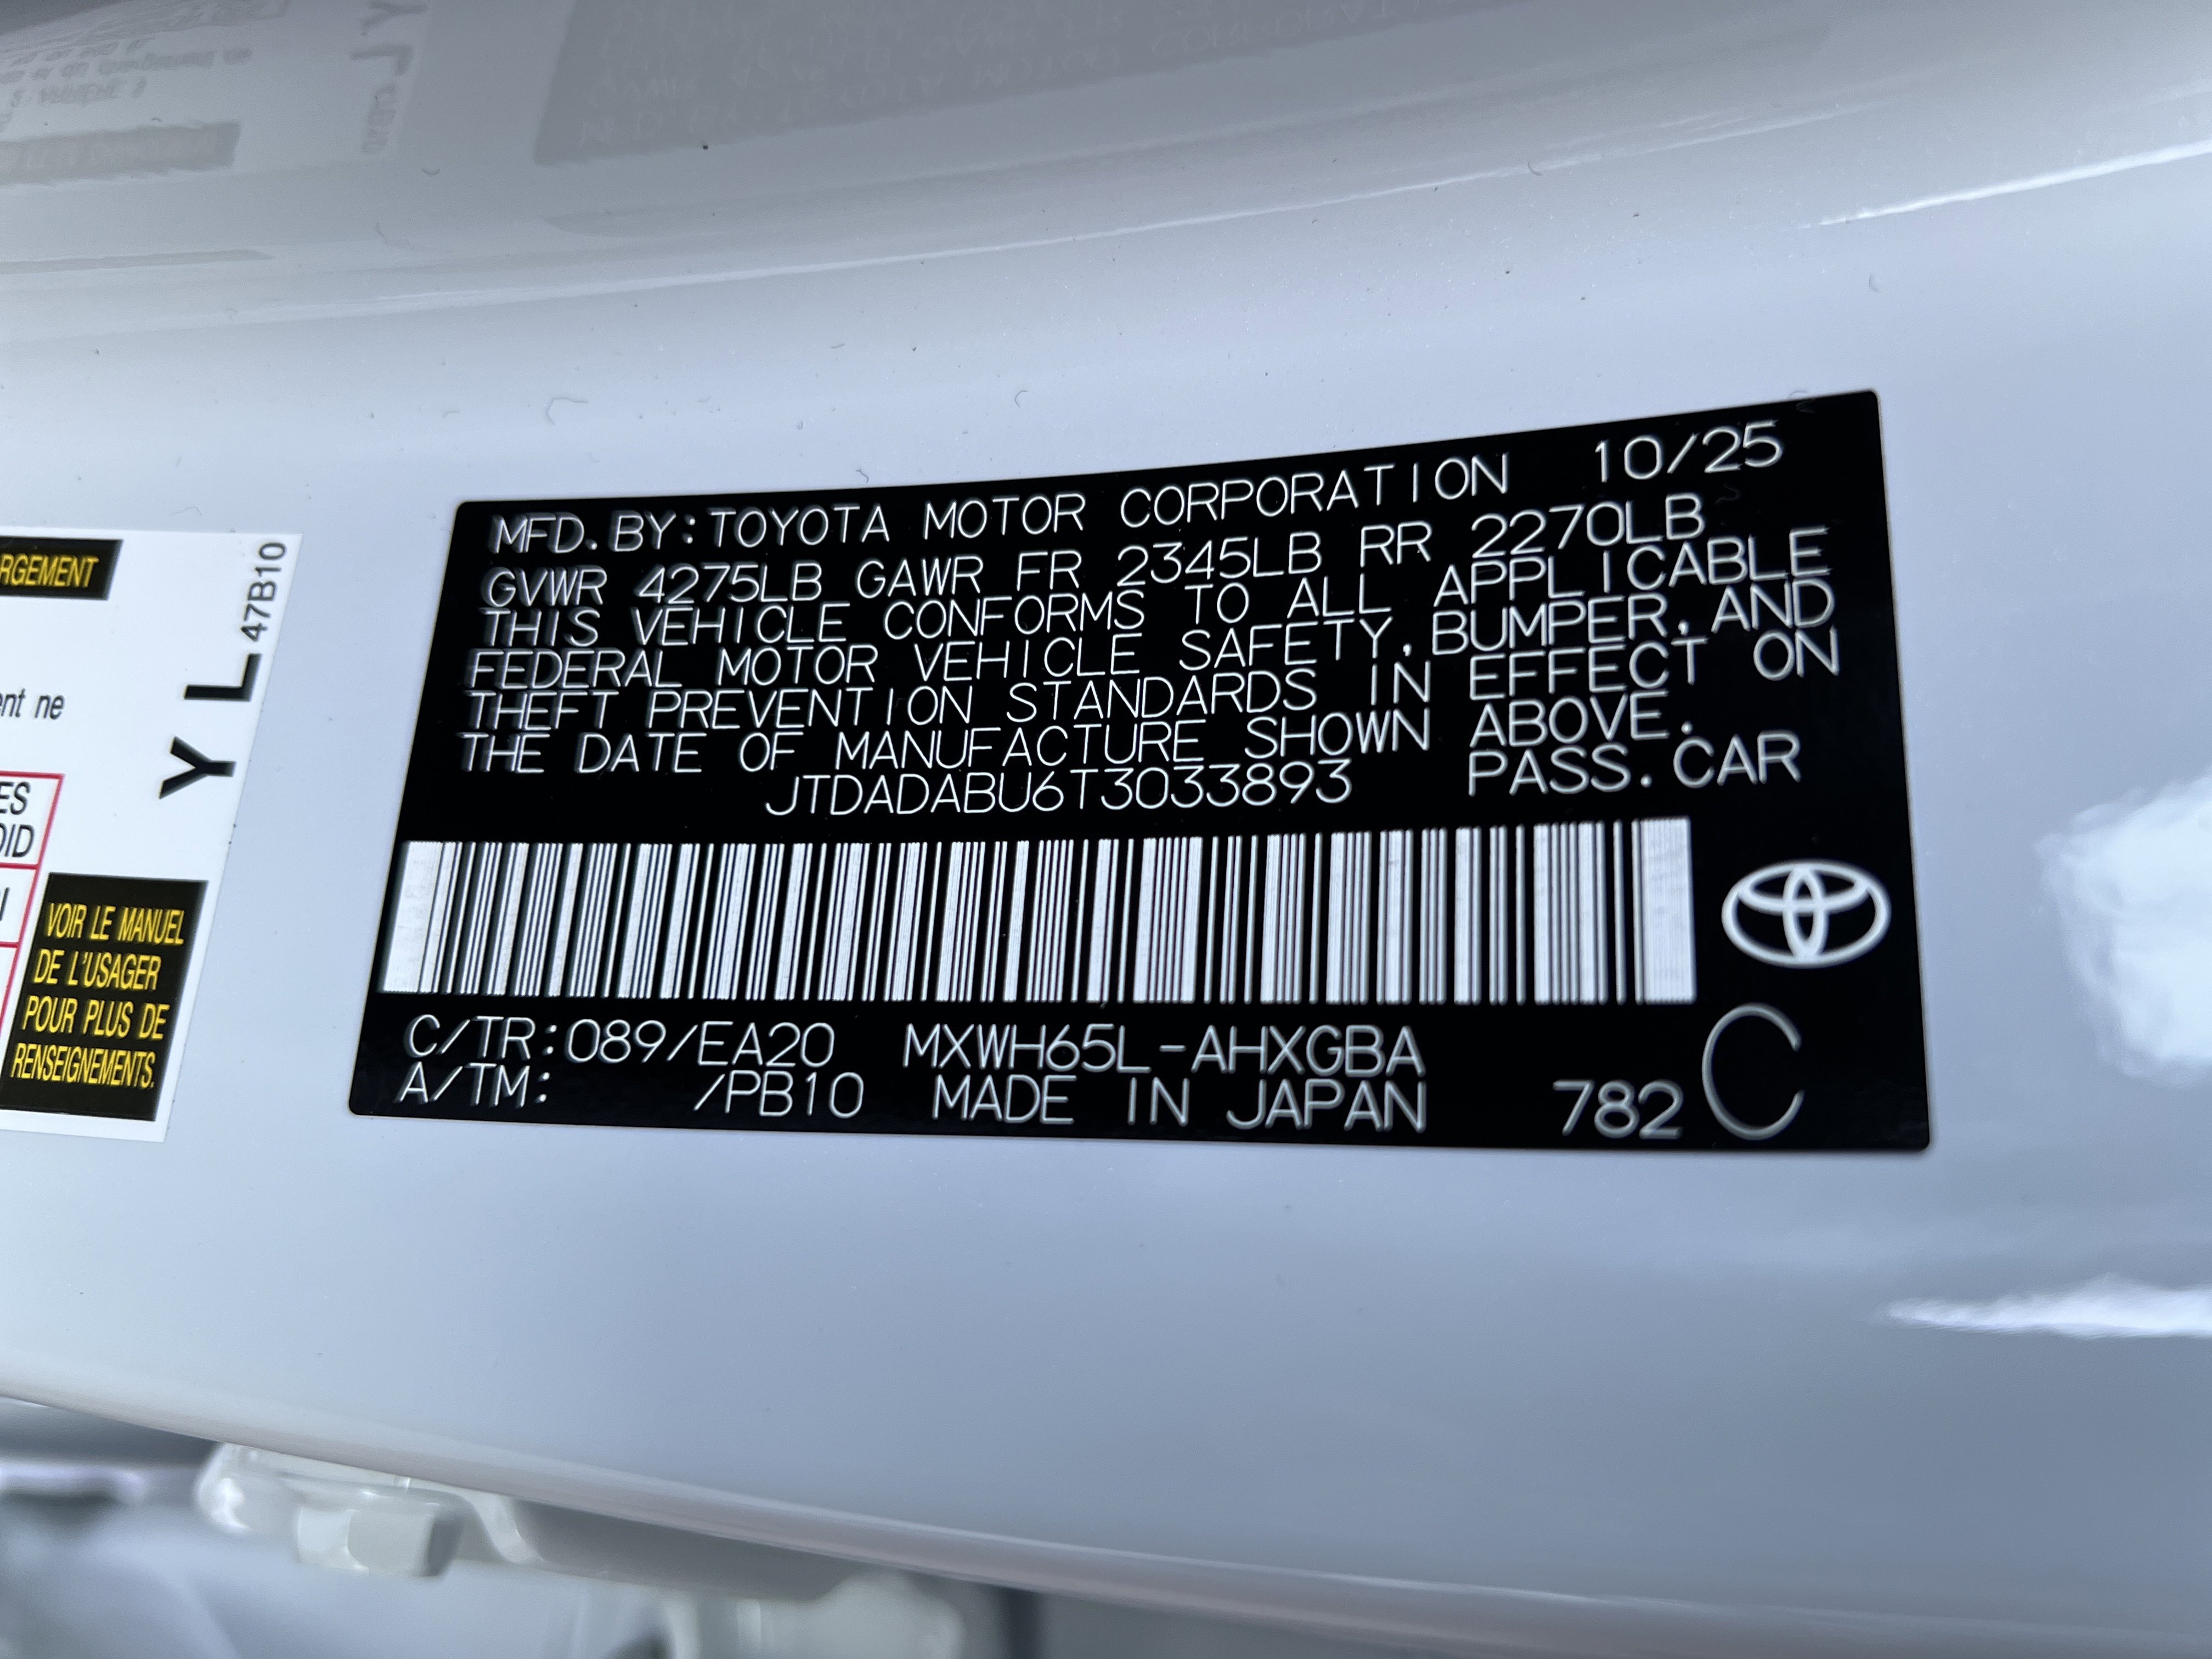 MFD. BY: TOYOTA MOTOR CORPORATION 10/25
GVWR 4275LB GAWR FR 2345LB RR 2270LB
THIS VEHICLE CONFORMS TO ALL APPLICABLE
FEDERAL MOTOR VEHICLE SAFETY, BUMPER, AND
THEFT PREVENTION STANDARDS IN EFFECT ON
THE DATE OF MANUFACTURE SHOWN ABOVE.
JTDADABU6T3033893 PASS. CAR
C/TR: 089/EA20 MXWH65L-AHXGBA
A/TM: /PB10 MADE IN JAPAN 782 C
Y L 47B10
ent ne
VOIR LE MANUEL
DE L'USAGER
POUR PLUS DE
RENSEIGNEMENTS.